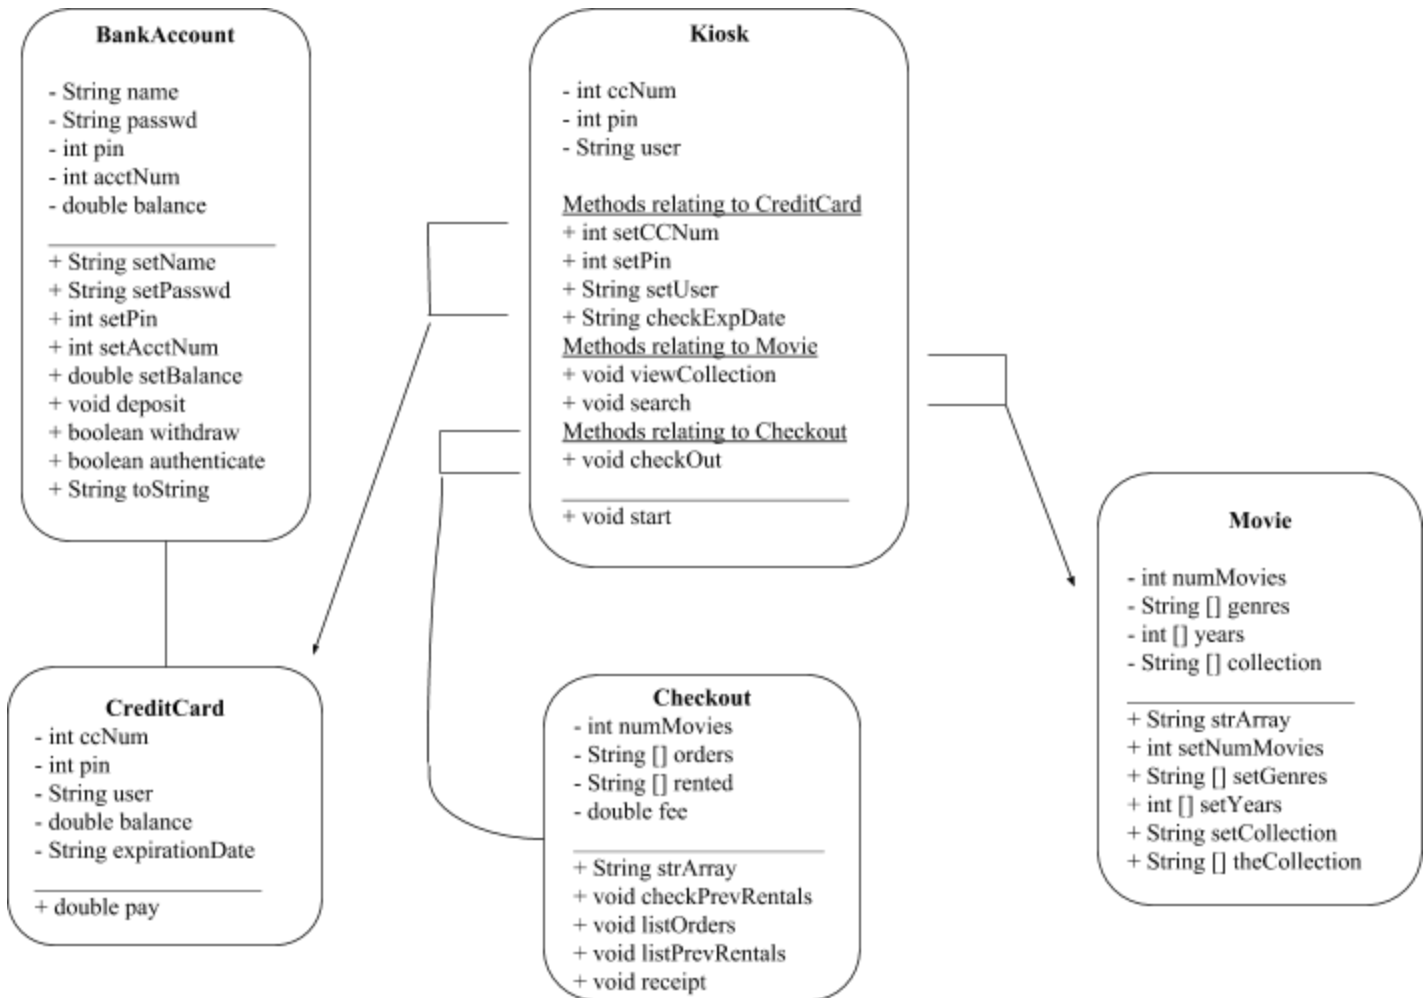 BankAccount
- String name
- String passwd
- int pin
- int acctNum
- double balance
+ String setName
+ String setPasswd
+ int setPin
+ int setAcctNum
+ double setBalance
+ void deposit
+ boolean withdraw
+ boolean authenticate
+ String toString
Kiosk
- int ccNum
- int pin
- String user
Methods relating to CreditCard
+ int setCCNum
+ int setPin
+ String setUser
+ String checkExpDate
Methods relating to Movie
+ void viewCollection
+ void search
Methods relating to Checkout
+ void checkOut
+ void start
Movie
- int numMovies
- String [] genres
- int [] years
- String [] collection
+ String strArray
+ int setNumMovies
+ String [] setGenres
+ int [] setYears
+ String setCollection
+ String [] theCollection
CreditCard
- int ccNum
- int pin
- String user
- double balance
- String expirationDate
+ double pay
Checkout
- int numMovies
- String [] orders
- String [] rented
- double fee
+ String strArray
+ void checkPrevRentals
+ void listOrders
+ void listPrevRentals
+ void receipt